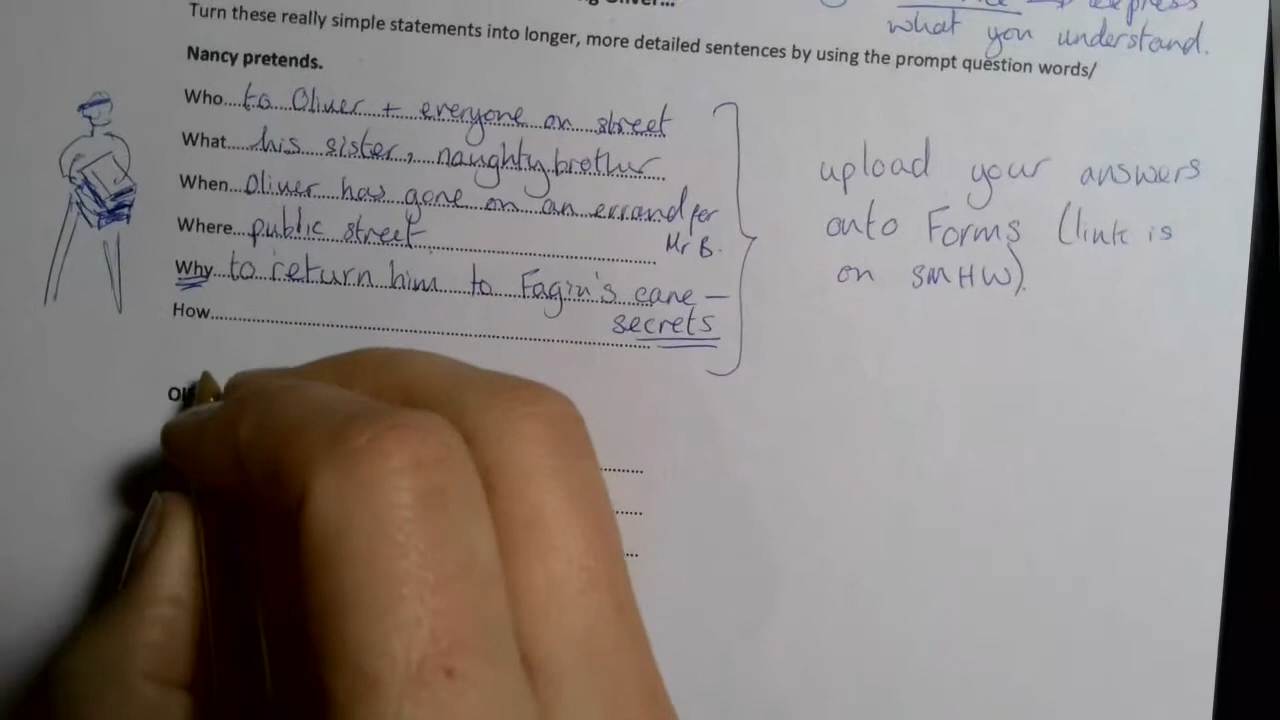 express
what you understand.
Turn these really simple statements into longer, more detailed sentences by using the prompt question words/
Nancy pretends.
Who....to Oliver + everyone on street
What....his sister, naughty brother
When...Oliver has gone on an errand for
Mr B.
Where...public street
Why...to return him to Fagin's cane —
secrets
How
upload your answers
onto Forms (link is
on SMHW).